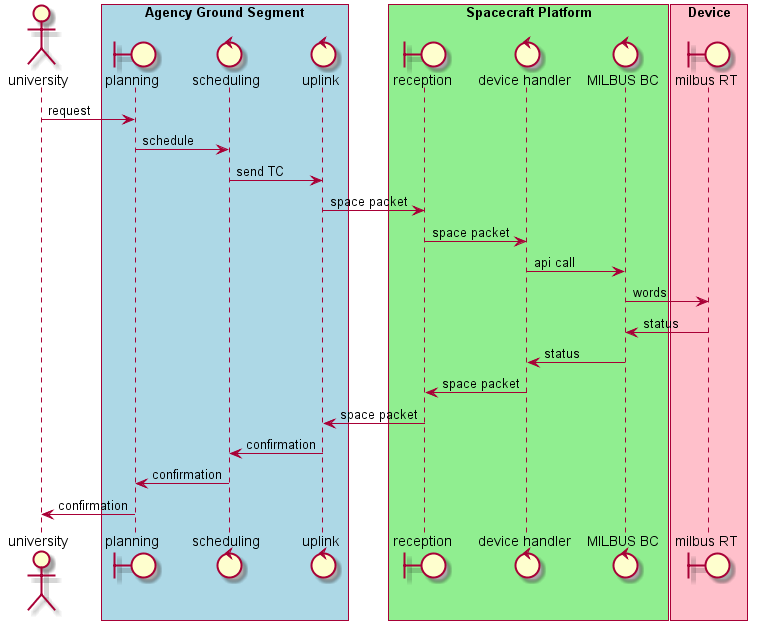 Agency Ground Segment
Spacecraft Platform
Device
university
planning
scheduling
uplink
reception
device handler
MILBUS BC
milbus RT
request
schedule
send TC
space packet
space packet
api call
words
status
status
space packet
space packet
confirmation
confirmation
confirmation
university
planning
scheduling
uplink
reception
device handler
MILBUS BC
milbus RT